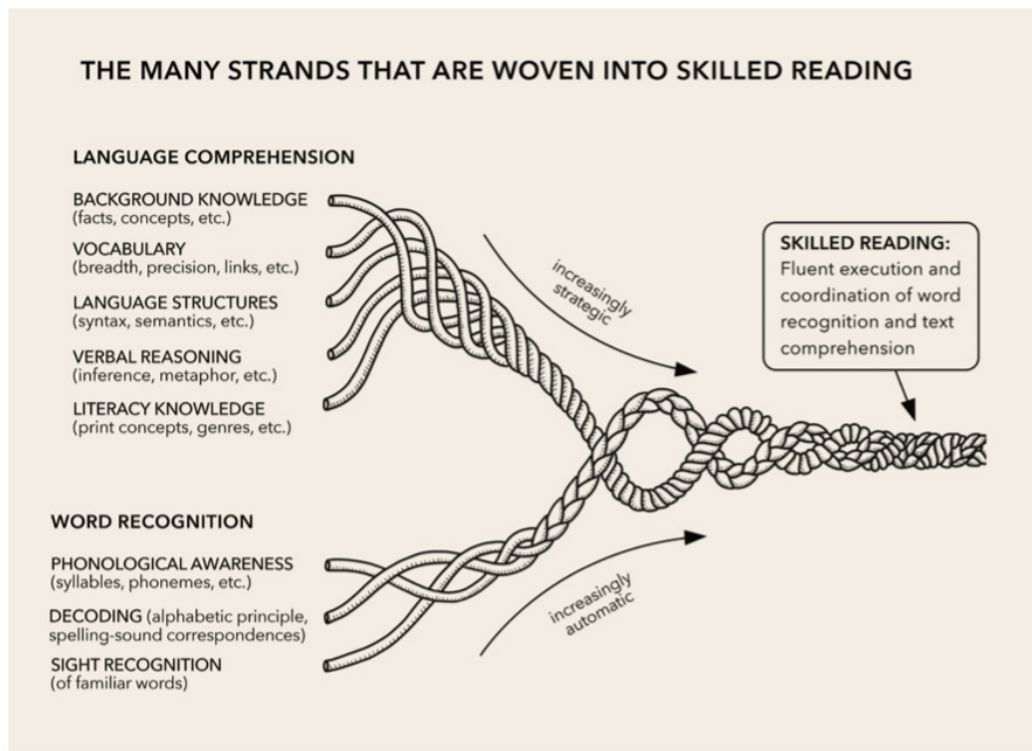 THE MANY STRANDS THAT ARE WOVEN INTO SKILLED READING
LANGUAGE COMPREHENSION
BACKGROUND KNOWLEDGE
(facts, concepts, etc.)
VOCABULARY
(breadth, precision, links, etc.)
LANGUAGE STRUCTURES
(syntax, semantics, etc.)
VERBAL REASONING
(inference, metaphor, etc.)
LITERACY KNOWLEDGE
(print concepts, genres, etc.)
increasingly
strategic
SKILLED READING:
Fluent execution and
coordination of word
recognition and text
comprehension
WORD RECOGNITION
PHONOLOGICAL AWARENESS
(syllables, phonemes, etc.)
DECODING (alphabetic principle,
spelling-sound correspondences)
SIGHT RECOGNITION
(of familiar words)
increasingly
automatic